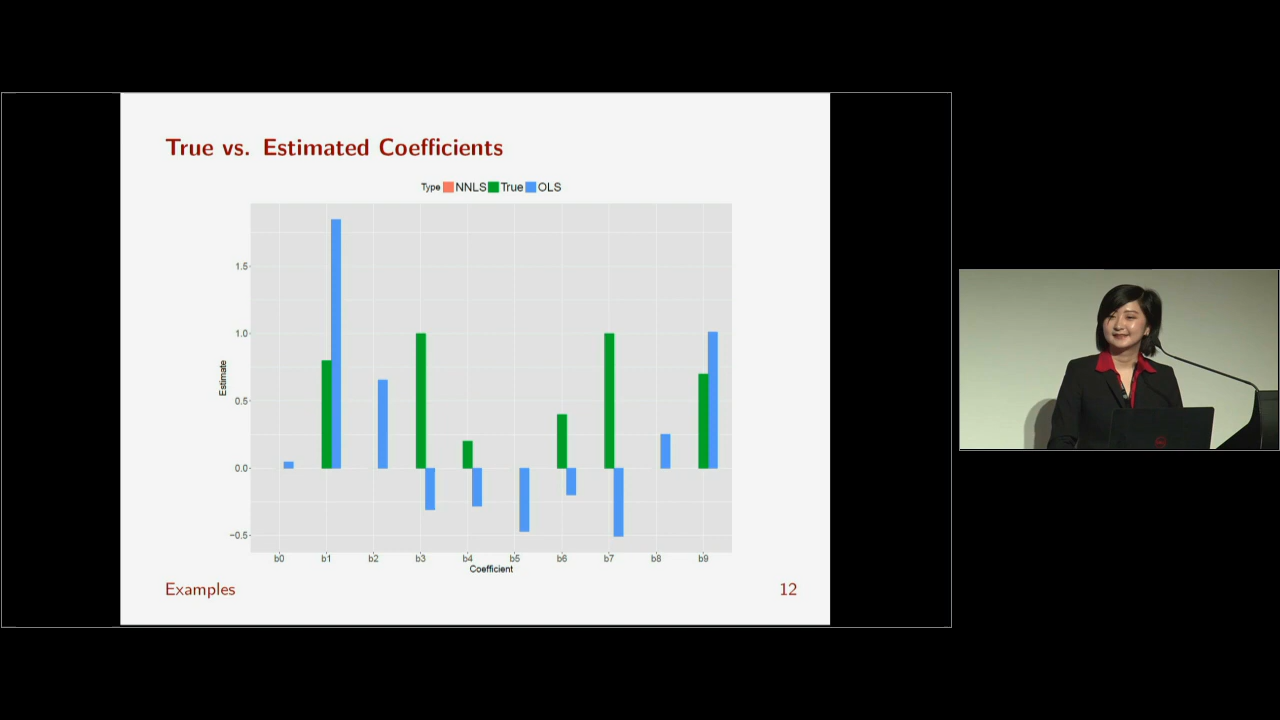 True vs. Estimated Coefficients
Type NNLS True OLS
Estimate
1.5
1.0
0.5
0.0
−0.5
b0 b1 b2 b3 b4 b5 b6 b7 b8 b9
Coefficient
Examples 12